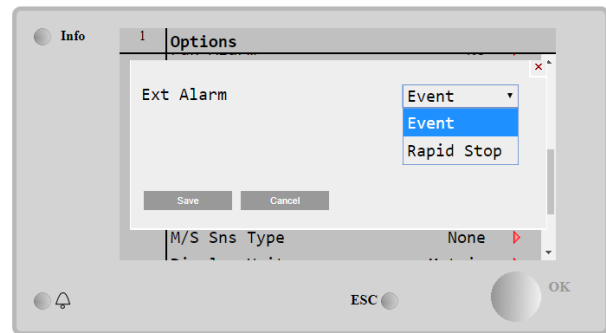 Info
1 Options
Ext Alarm Event
Event
Rapid Stop
Save Cancel
M/S Sns Type None
ESC
OK